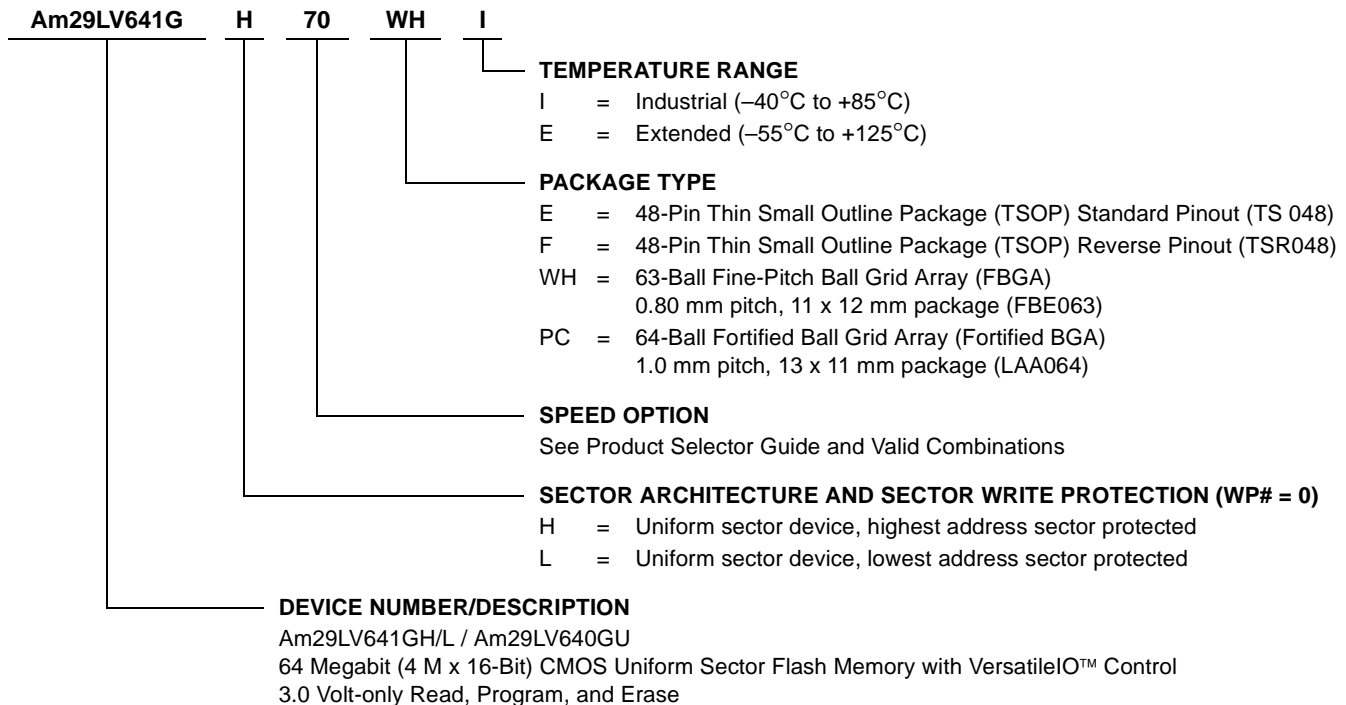 Am29LV641G H 70 WH I
TEMPERATURE RANGE
I = Industrial (–40°C to +85°C)
E = Extended (–55°C to +125°C)
PACKAGE TYPE
E = 48-Pin Thin Small Outline Package (TSOP) Standard Pinout (TS 048)
F = 48-Pin Thin Small Outline Package (TSOP) Reverse Pinout (TSR048)
WH = 63-Ball Fine-Pitch Ball Grid Array (FBGA)
0.80 mm pitch, 11 x 12 mm package (FBE063)
PC = 64-Ball Fortified Ball Grid Array (Fortified BGA)
1.0 mm pitch, 13 x 11 mm package (LAA064)
SPEED OPTION
See Product Selector Guide and Valid Combinations
SECTOR ARCHITECTURE AND SECTOR WRITE PROTECTION (WP# = 0)
H = Uniform sector device, highest address sector protected
L = Uniform sector device, lowest address sector protected
DEVICE NUMBER/DESCRIPTION
Am29LV641GH/L / Am29LV640GU
64 Megabit (4 M x 16-Bit) CMOS Uniform Sector Flash Memory with VersatileIO™ Control
3.0 Volt-only Read, Program, and Erase